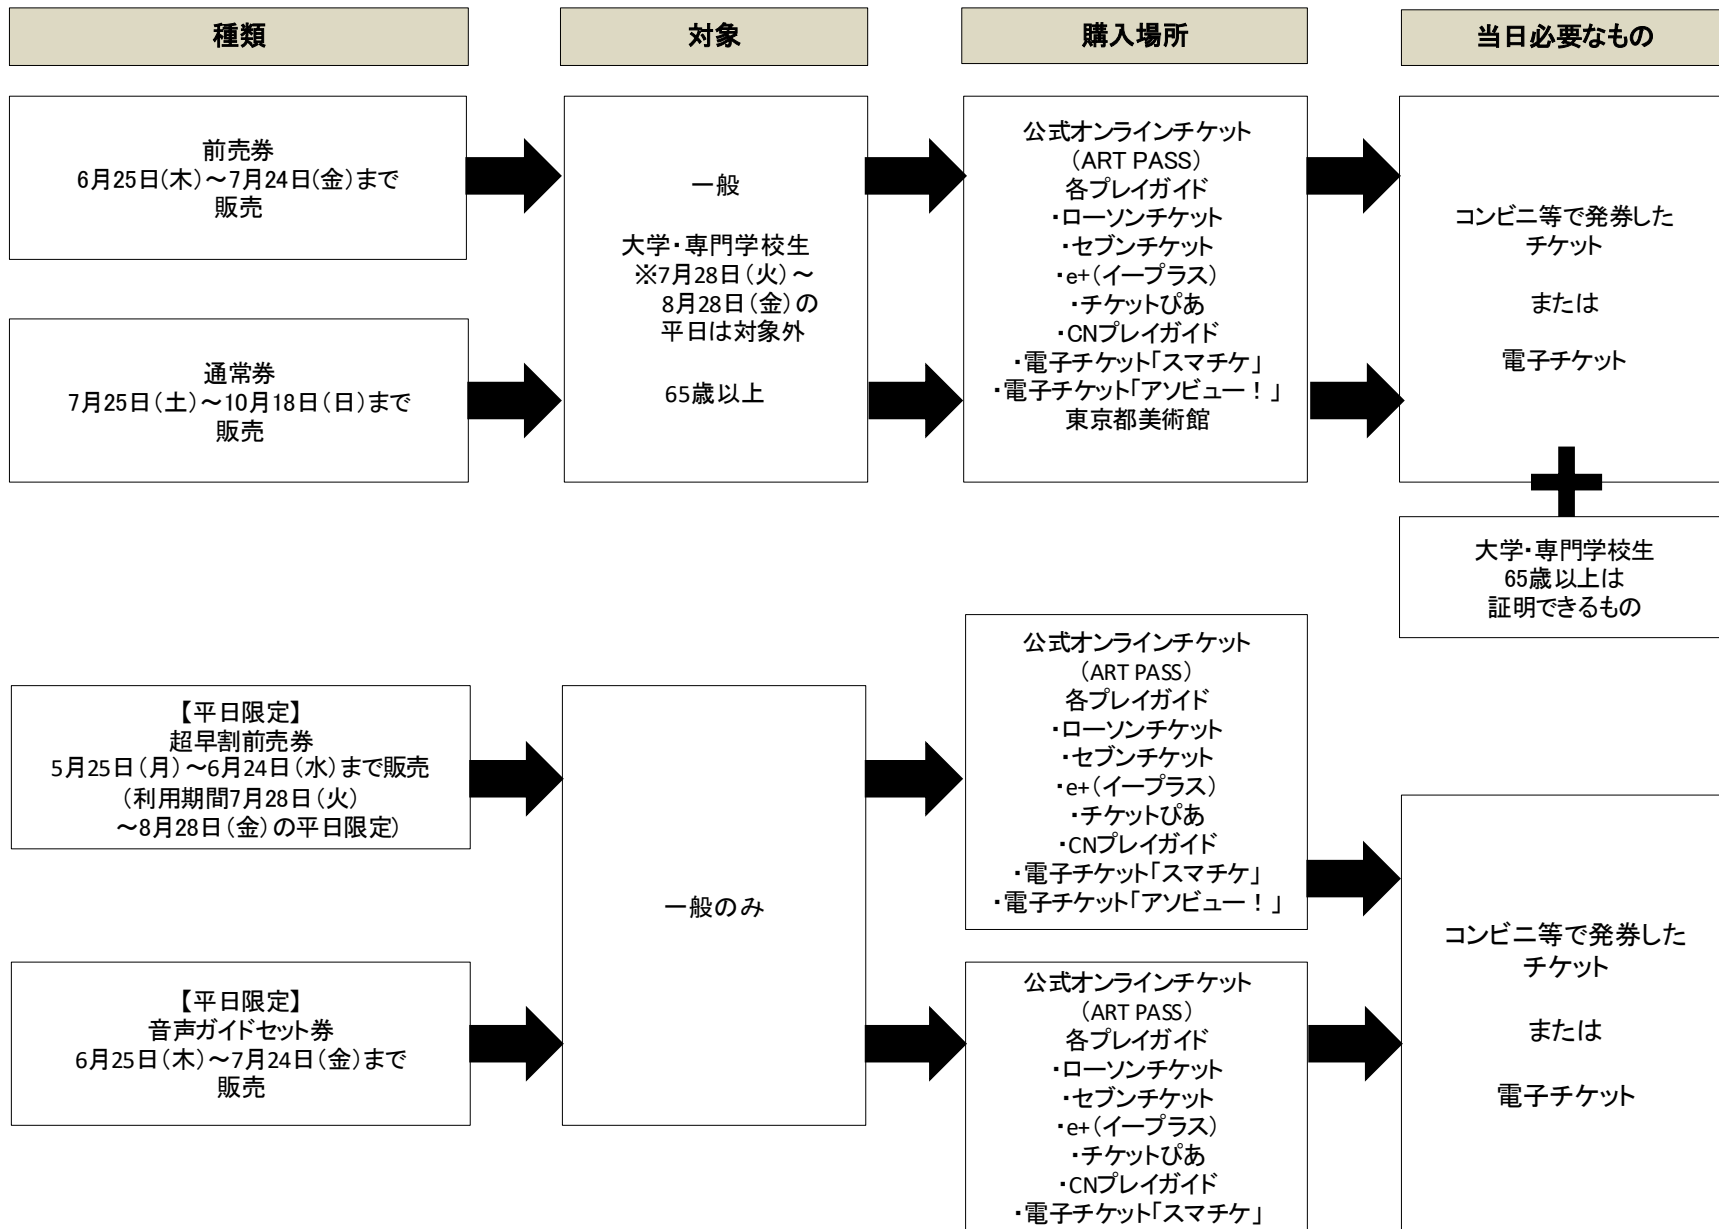 種類
対象
購入場所
当日必要なもの
前売券
6月25日(木)～7月24日(金)まで
販売
通常券
7月25日(土)～10月18日(日)まで
販売
一般
大学・専門学校生
※7月28日(火)～
8月28日(金)の
平日は対象外
65歳以上
公式オンラインチケット
(ART PASS)
各プレイガイド
・ローソンチケット
・セブンチケット
・e+(イープラス)
・チケットぴあ
・CNプレイガイド
・電子チケット「スマチケ」
・電子チケット「アソビュー！」
東京都美術館
コンビニ等で発券した
チケット
または
電子チケット
大学・専門学校生
65歳以上は
証明できるもの
【平日限定】
超早割前売券
5月25日(月)～6月24日(水)まで販売
(利用期間7月28日(火)
～8月28日(金)の平日限定)
【平日限定】
音声ガイドセット券
6月25日(木)～7月24日(金)まで
販売
一般のみ
公式オンラインチケット
(ART PASS)
各プレイガイド
・ローソンチケット
・セブンチケット
・e+(イープラス)
・チケットぴあ
・CNプレイガイド
・電子チケット「スマチケ」
・電子チケット「アソビュー！」
公式オンラインチケット
(ART PASS)
各プレイガイド
・ローソンチケット
・セブンチケット
・e+(イープラス)
・チケットぴあ
・CNプレイガイド
・電子チケット「スマチケ」
コンビニ等で発券した
チケット
または
電子チケット